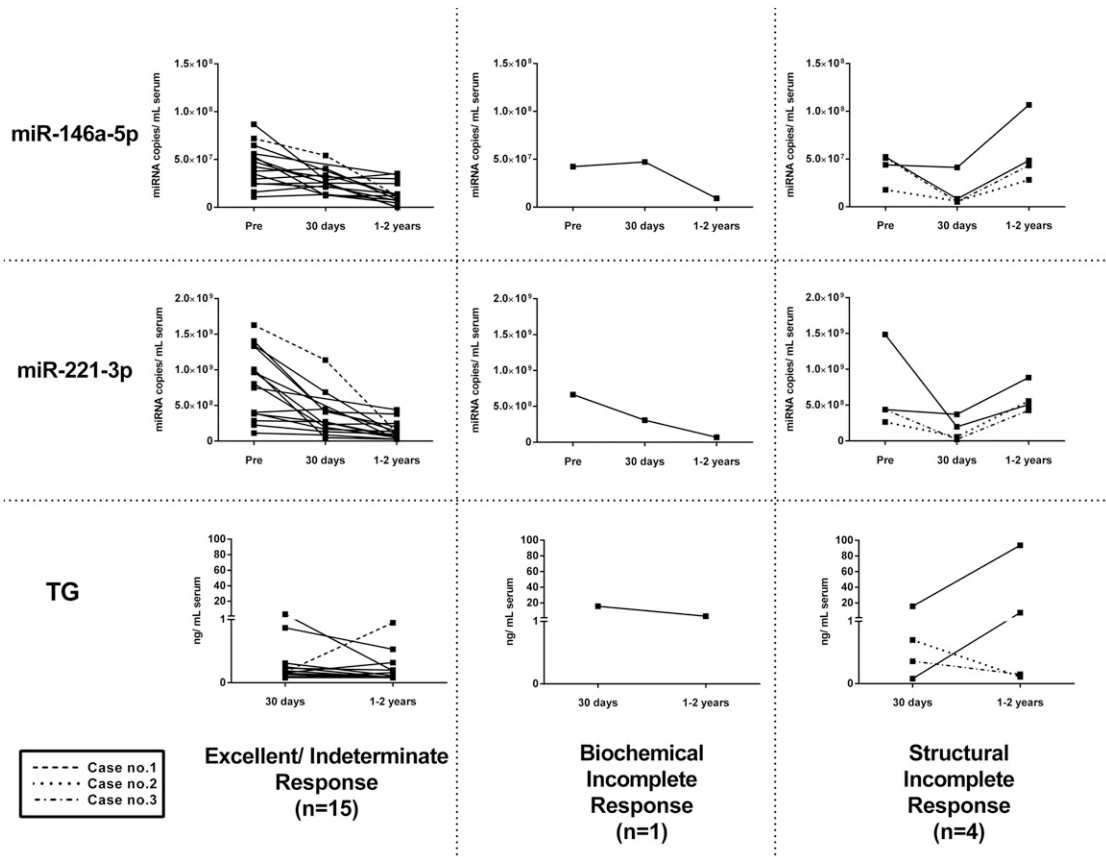 miR-146a-5p
miRNA copies/ mL serum
1.5×10⁸
1.0×10⁸
5.0×10⁷
0
Pre
30 days
1-2 years
miRNA copies/ mL serum
1.5×10⁸
1.0×10⁸
5.0×10⁷
0
Pre
30 days
1-2 years
miRNA copies/ mL serum
1.5×10⁸
1.0×10⁸
5.0×10⁷
0
Pre
30 days
1-2 years
miR-221-3p
miRNA copies/ mL serum
2.0×10⁹
1.5×10⁹
1.0×10⁹
5.0×10⁸
0
Pre
30 days
1-2 years
miRNA copies/ mL serum
2.0×10⁹
1.5×10⁹
1.0×10⁹
5.0×10⁸
0
Pre
30 days
1-2 years
miRNA copies/ mL serum
2.0×10⁹
1.5×10⁹
1.0×10⁹
5.0×10⁸
0
Pre
30 days
1-2 years
TG
ng/ mL serum
100
80
60
40
20
1
0
30 days
1-2 years
ng/ mL serum
100
80
60
40
20
1
0
30 days
1-2 years
ng/ mL serum
100
80
60
40
20
1
0
30 days
1-2 years
Case no.1
Case no.2
Case no.3
Excellent/ Indeterminate
Response
(n=15)
Biochemical
Incomplete
Response
(n=1)
Structural
Incomplete
Response
(n=4)